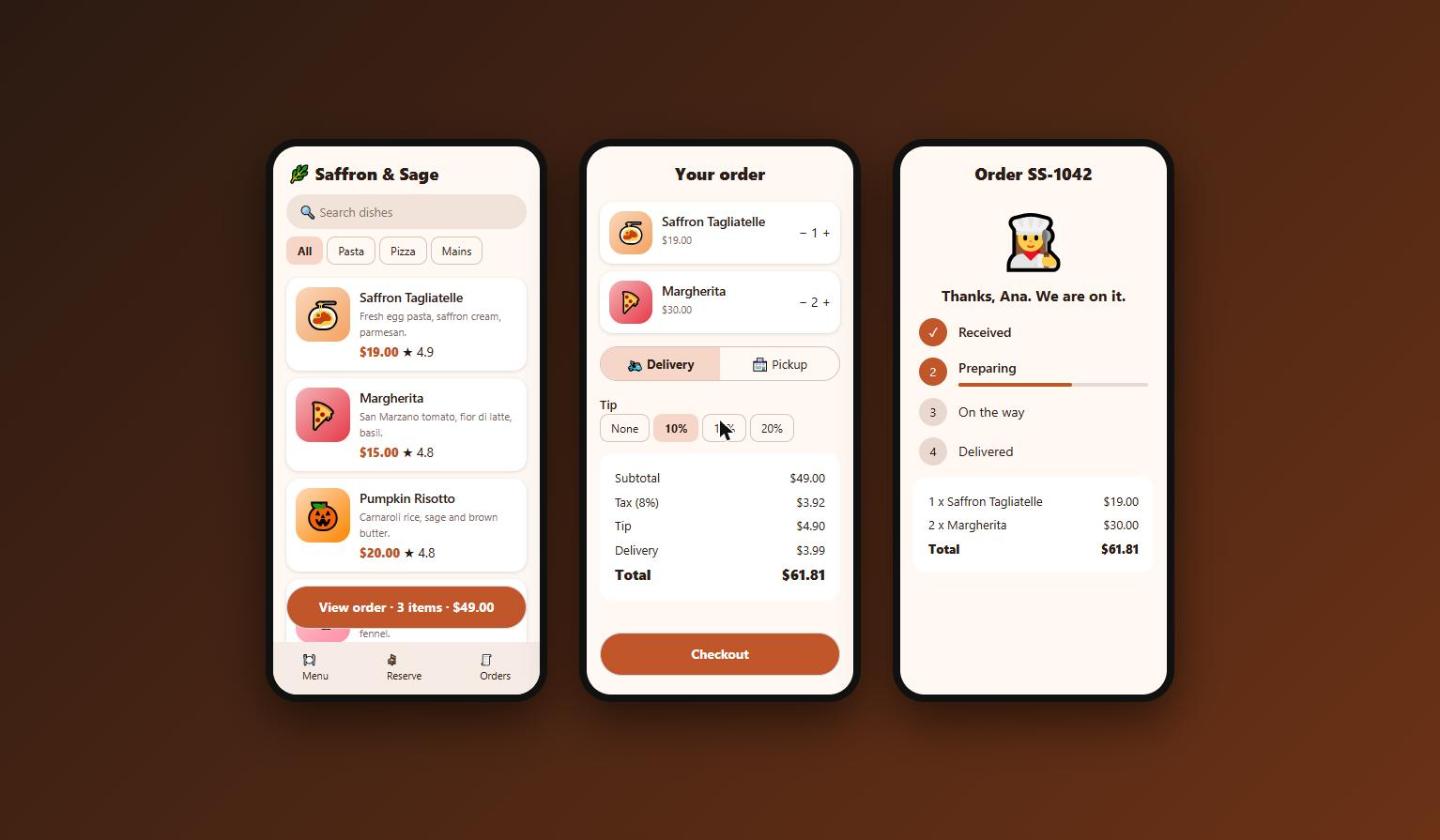 Saffron & Sage
Search dishes
All Pasta Pizza Mains
Saffron Tagliatelle
Fresh egg pasta, saffron cream,
parmesan.
$19.00 ★ 4.9
Margherita
San Marzano tomato, fior di latte,
basil.
$15.00 ★ 4.8
Pumpkin Risotto
Carnaroli rice, sage and brown
butter.
$20.00 ★ 4.8
View order · 3 items · $49.00
fennel.
Menu Reserve Orders
Your order
Saffron Tagliatelle
$19.00
− 1 +
Margherita
$30.00
− 2 +
Delivery Pickup
Tip
None 10% 20%
Subtotal $49.00
Tax (8%) $3.92
Tip $4.90
Delivery $3.99
Total $61.81
Checkout
Order SS-1042
Thanks, Ana. We are on it.
✓ Received
2 Preparing
3 On the way
4 Delivered
1 x Saffron Tagliatelle $19.00
2 x Margherita $30.00
Total $61.81